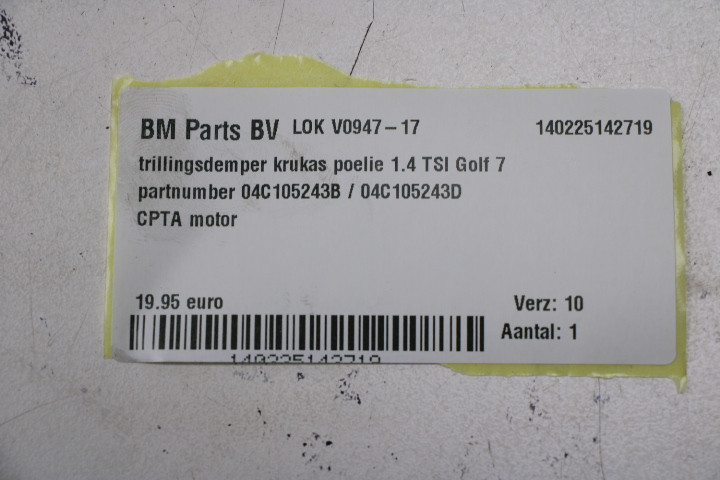 BM Parts BV LOK V0947-17 140225142719
trillingsdemper krukas poelie 1.4 TSI Golf 7
partnumber 04C105243B / 04C105243D
CPTA motor
19.95 euro Verz: 10
Aantal: 1
140225142719